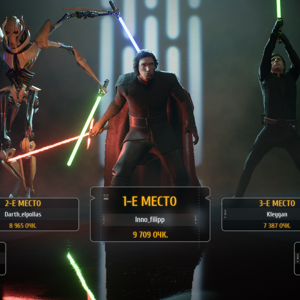 2-Е МЕСТО
Darth_elpollas
8 965 ОЧК.
1-Е МЕСТО
Inno_filipp
9 709 ОЧК.
3-Е МЕСТО
Kleygan
7 387 ОЧК.